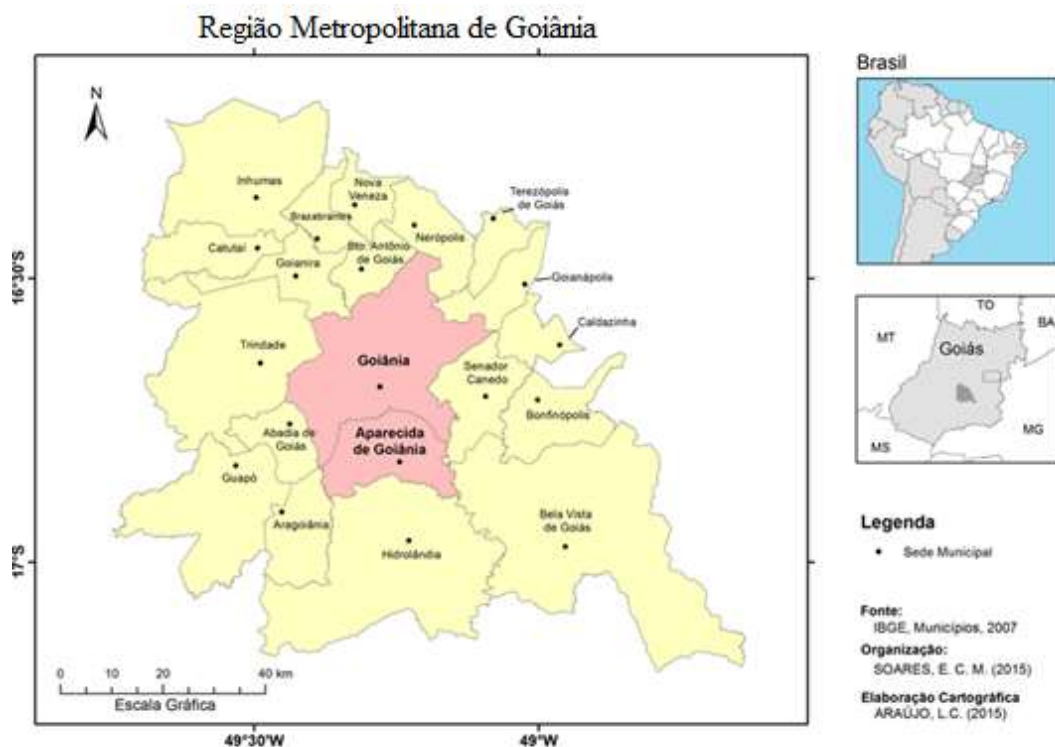 Região Metropolitana de Goiânia
N
Inhumas
Nova
Veneza
Terezópolis
de Goiás
Brazabrantes
Nerópolis
Catutaí
Sto. Antônio
de Goiás
Goianira
Goianápolis
Caldazinha
Trindade
Goiânia
Senador
Canedo
Bonfinópolis
Abadia de
Goiás
Aparecida
de Goiânia
Guapó
Aragoiânia
Hidrolândia
Bela Vista
de Goiás
16°30'S
17°S
49°30'W
49°W
0 10 20 40 km
Escala Gráfica
Brasil
TO
BA
MT
Goiás
MG
MS
Legenda
Sede Municipal
Fonte:
IBGE, Municípios, 2007
Organização:
SOARES, E. C. M. (2015)
Elaboração Cartográfica
ARAÚJO, L.C. (2015)